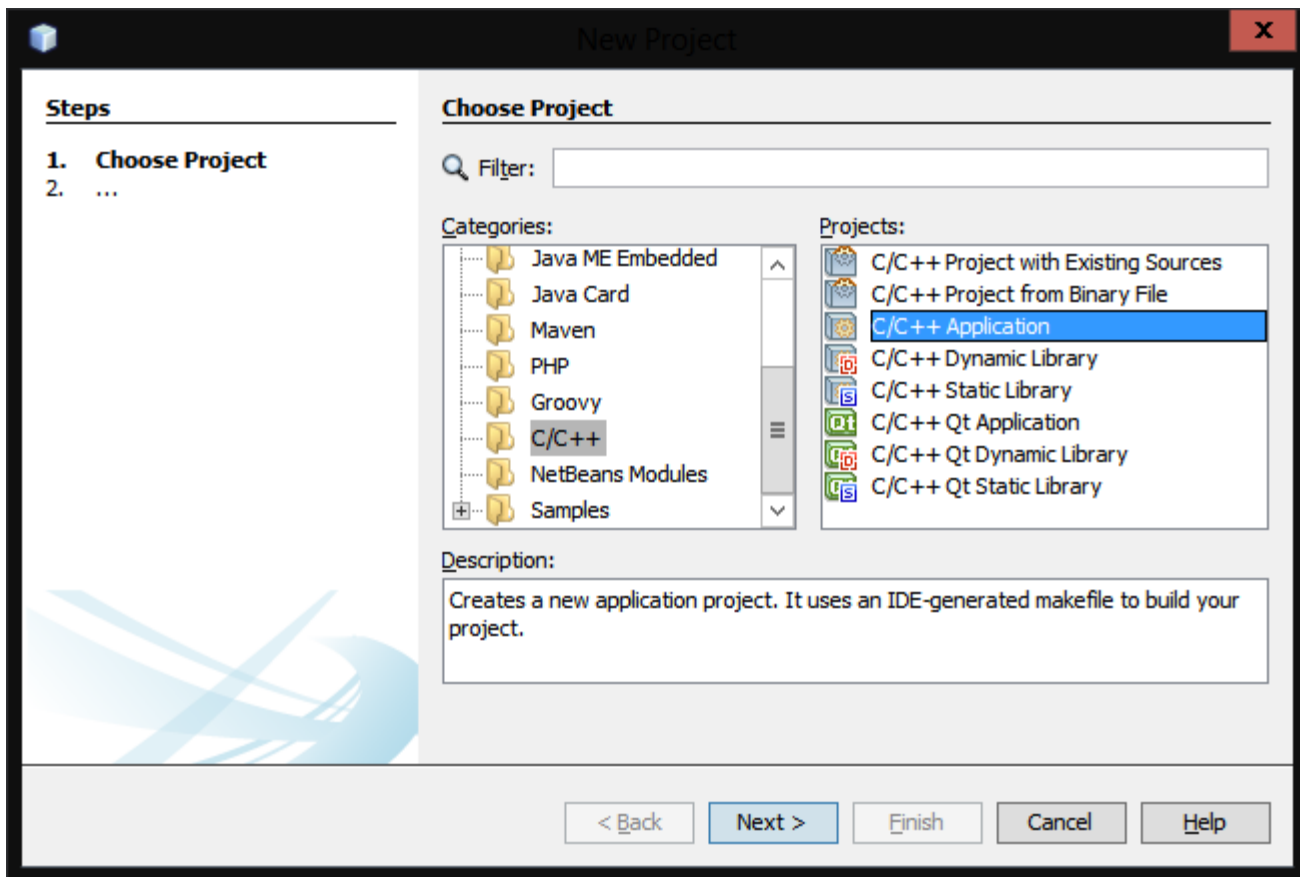 New Project
x
Steps
1. Choose Project
2. ...
Choose Project
Filter:
Categories:
Java ME Embedded
Java Card
Maven
PHP
Groovy
C/C++
NetBeans Modules
Samples
Projects:
C/C++ Project with Existing Sources
C/C++ Project from Binary File
C/C++ Application
C/C++ Dynamic Library
C/C++ Static Library
C/C++ Qt Application
C/C++ Qt Dynamic Library
C/C++ Qt Static Library
Description:
Creates a new application project. It uses an IDE-generated makefile to build your
project.
< Back
Next >
Finish
Cancel
Help